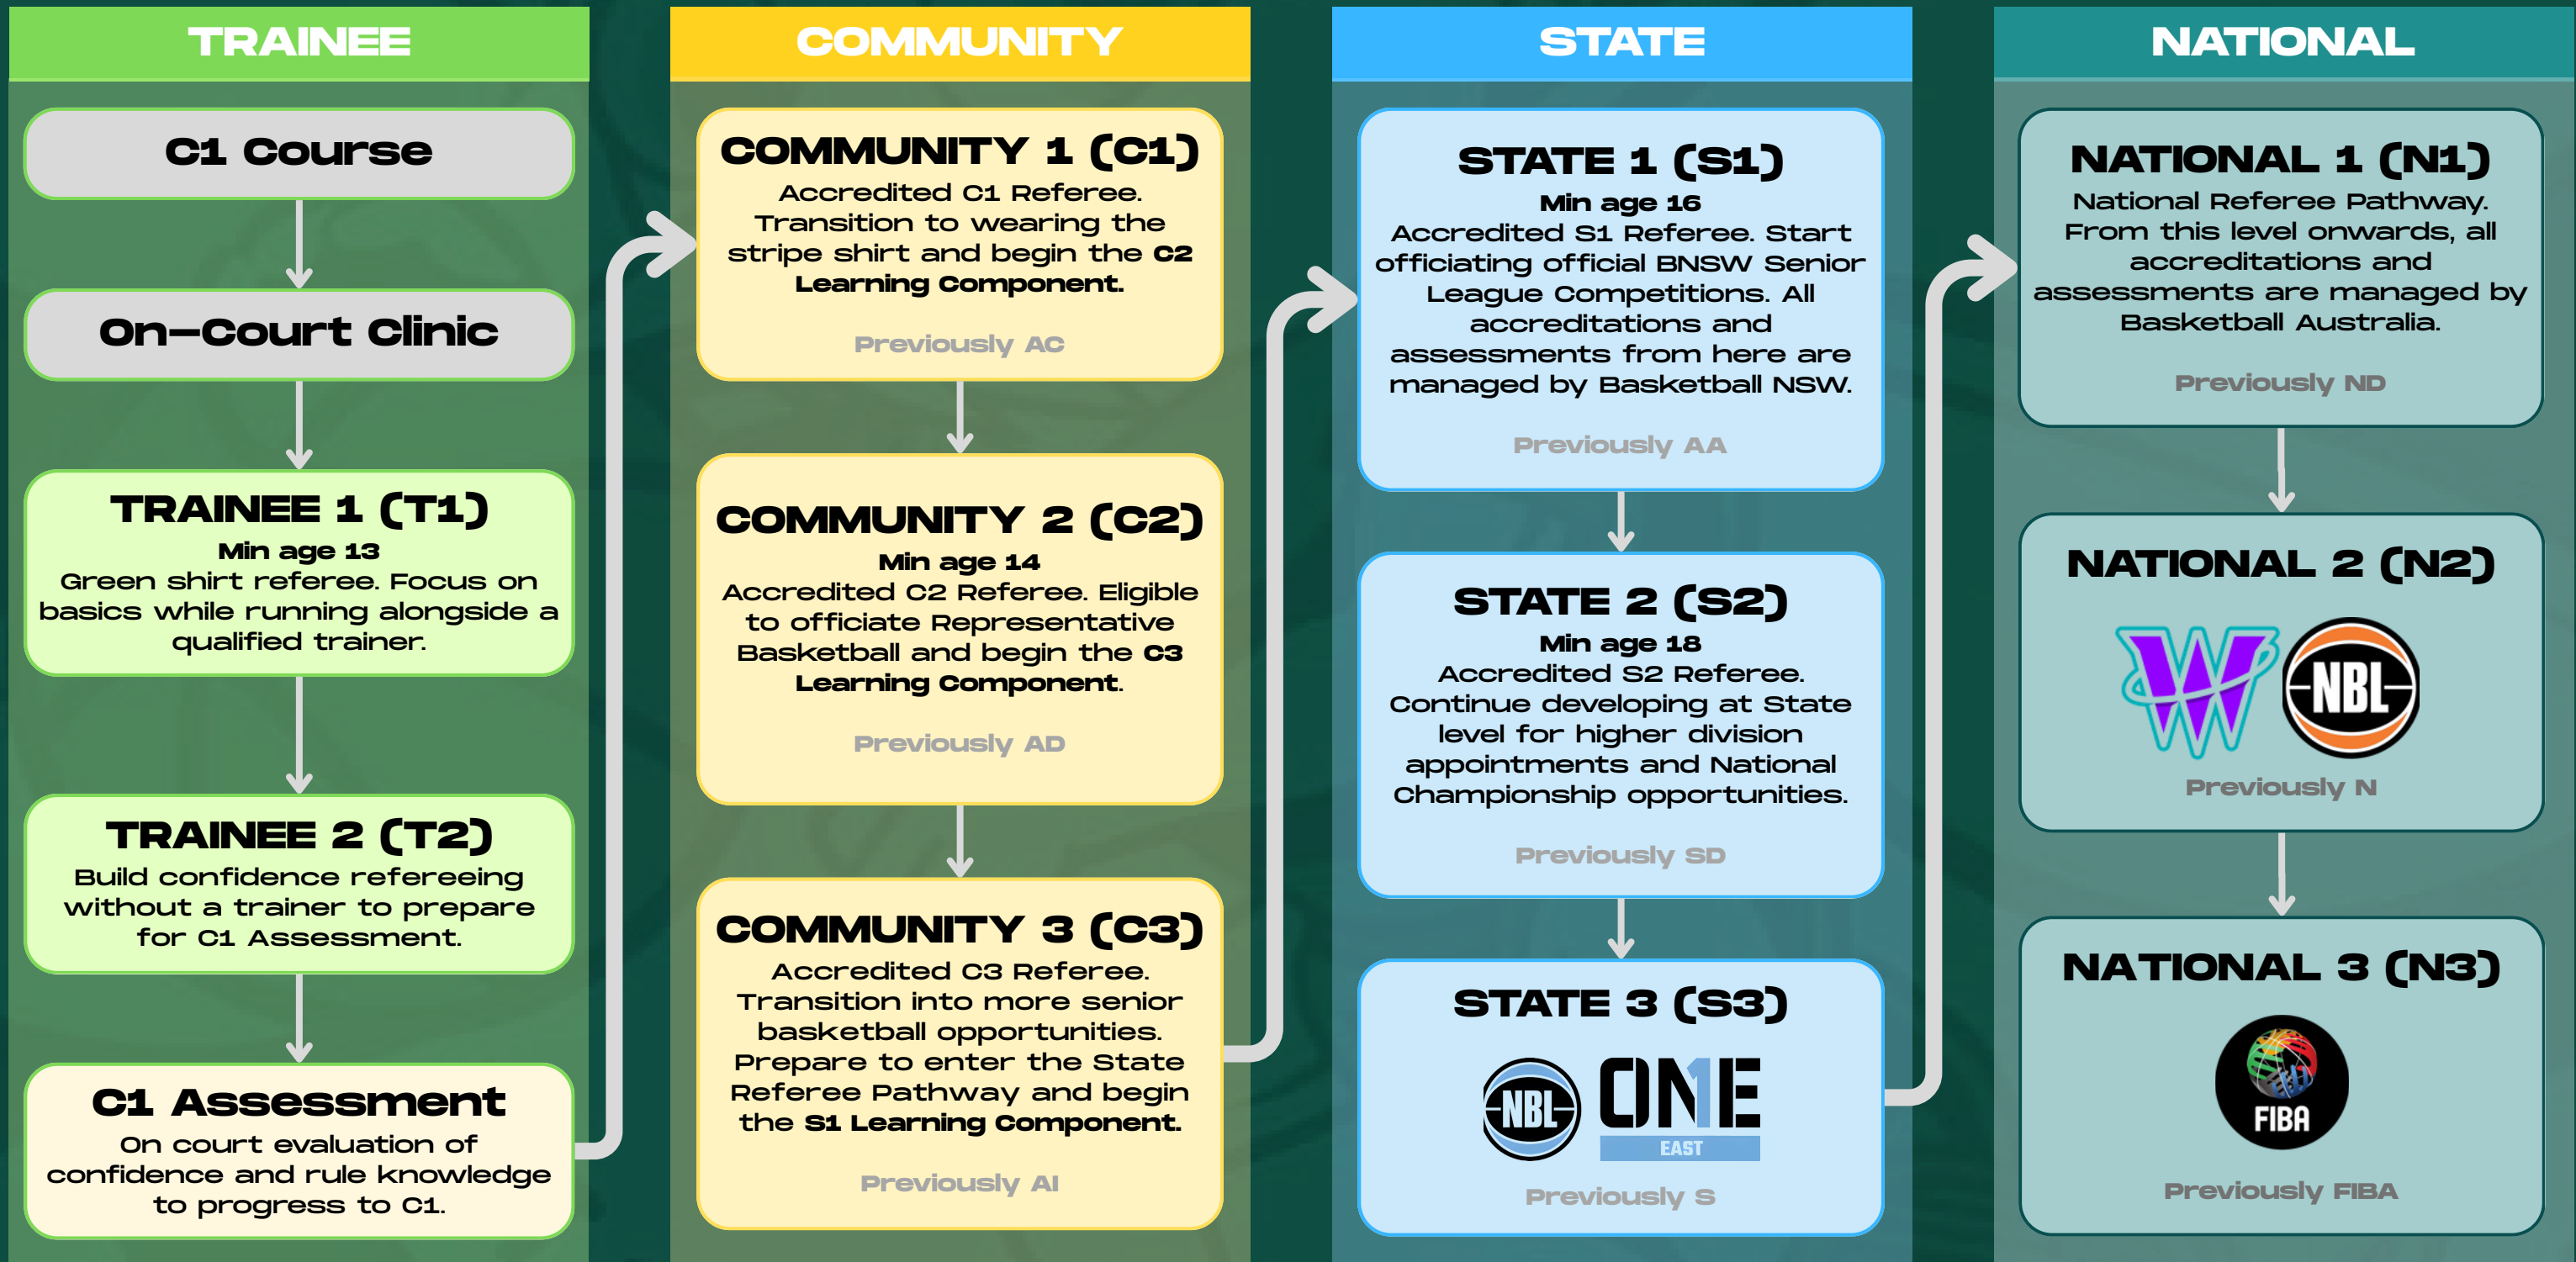 TRAINEE
C1 Course
On-Court Clinic
TRAINEE 1 (T1)
Min age 13
Green shirt referee. Focus on
basics while running alongside a
qualified trainer.
TRAINEE 2 (T2)
Build confidence refereeing
without a trainer to prepare
for C1 Assessment.
C1 Assessment
On court evaluation of
confidence and rule knowledge
to progress to C1.
COMMUNITY
COMMUNITY 1 (C1)
Accredited C1 Referee.
Transition to wearing the
stripe shirt and begin the C2
Learning Component.
Previously AC
COMMUNITY 2 (C2)
Min age 14
Accredited C2 Referee. Eligible
to officiate Representative
Basketball and begin the C3
Learning Component.
Previously AD
COMMUNITY 3 (C3)
Accredited C3 Referee.
Transition into more senior
basketball opportunities.
Prepare to enter the State
Referee Pathway and begin
the S1 Learning Component.
Previously AI
STATE
STATE 1 (S1)
Min age 16
Accredited S1 Referee. Start
officiating official BNSW Senior
League Competitions. All
accreditations and
assessments from here are
managed by Basketball NSW.
Previously AA
STATE 2 (S2)
Min age 18
Accredited S2 Referee.
Continue developing at State
level for higher division
appointments and National
Championship opportunities.
Previously SD
STATE 3 (S3)
NBL ONE
EAST
Previously S
NATIONAL
NATIONAL 1 (N1)
National Referee Pathway.
From this level onwards, all
accreditations and
assessments are managed by
Basketball Australia.
Previously ND
NATIONAL 2 (N2)
W NBL
Previously N
NATIONAL 3 (N3)
FIBA
Previously FIBA